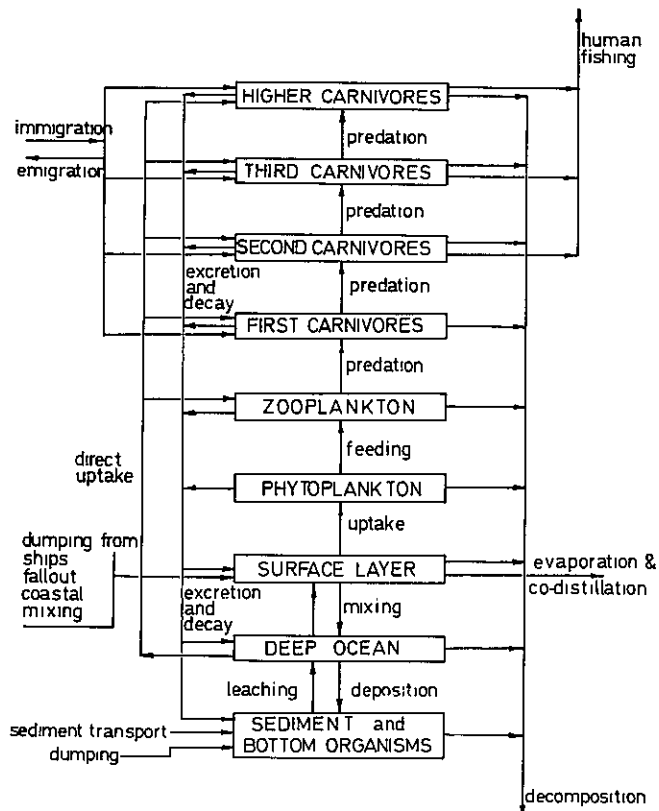 human
fishing
HIGHER CARNIVORES
immigration
predation
emigration
THIRD CARNIVORES
predation
SECOND CARNIVORES
excretion
and
decay
predation
FIRST CARNIVORES
predation
ZOOPLANKTON
direct
uptake
feeding
PHYTOPLANKTON
uptake
dumping from
ships
fallout
coastal
mixing
SURFACE LAYER
evaporation &
co-distillation
excretion
and
decay
mixing
DEEP OCEAN
leaching
deposition
SEDIMENT and
BOTTOM ORGANISMS
sediment transport
dumping
decomposition